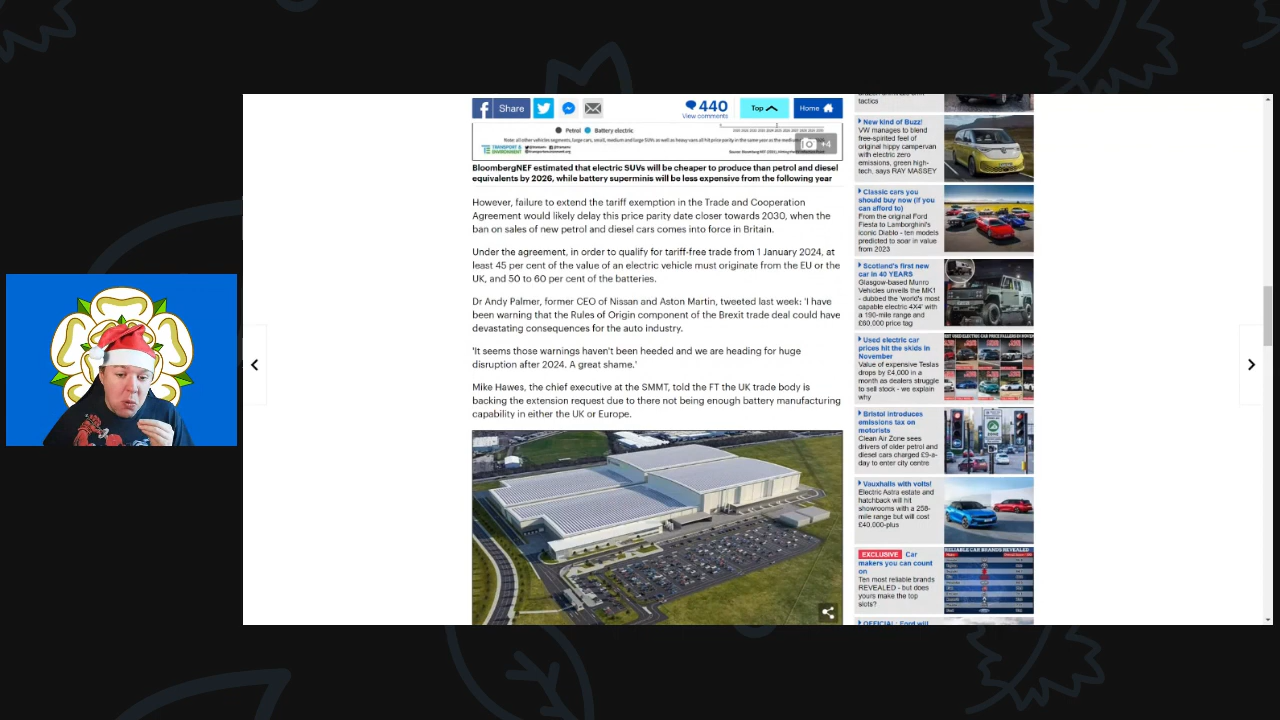 Share
440
View comments
Top
Home
Petrol Battery electric
+4
BloombergNEF estimated that electric SUVs will be cheaper to produce than petrol and diesel
equivalents by 2026, while battery superminis will be less expensive from the following year
However, failure to extend the tariff exemption in the Trade and Cooperation
Agreement would likely delay this price parity date closer towards 2030, when the
ban on sales of new petrol and diesel cars comes into force in Britain.
Under the agreement, in order to qualify for tariff-free trade from 1 January 2024, at
least 45 per cent of the value of an electric vehicle must originate from the EU or the
UK, and 50 to 60 per cent of the batteries.
Dr Andy Palmer, former CEO of Nissan and Aston Martin, tweeted last week: 'I have
been warning that the Rules of Origin component of the Brexit trade deal could have
devastating consequences for the auto industry.
'It seems those warnings haven't been heeded and we are heading for huge
disruption after 2024. A great shame.'
Mike Hawes, the chief executive at the SMMT, told the FT the UK trade body is
backing the extension request due to there not being enough battery manufacturing
capability in either the UK or Europe.
tactics
New kind of Buzz!
VW manages to blend
free-spirited feel of
original hippy campervan
with electric zero
emissions, green high-
tech, says RAY MASSEY
Classic cars you
should buy now (if you
can afford to)
From the original Ford
Fiesta to Lamborghini's
iconic Diablo - ten models
predicted to soar in value
from 2023
Scotland's first new
car in 40 YEARS
Glasgow-based Munro
Vehicles unveils the MK1
- dubbed the 'world's most
capable electric 4X4' with
a 190-mile range and
£60,000 price tag
Used electric car
prices hit the skids in
November
Value of expensive Teslas
drops by £4,000 in a
month as dealers struggle
to sell stock - we explain
why
Bristol introduces
emissions tax on
motorists
Clean Air Zone sees
drivers of older petrol and
diesel cars charged £9-a-
day to enter city centre
Vauxhalls with volts!
Electric Astra estate and
hatchback will hit
showrooms with a 258-
mile range but will cost
£40,000-plus
EXCLUSIVE Car
makers you can count
on
Ten most reliable brands
REVEALED - but does
yours make the top
slots?
RELIABLE CAR BRANDS REVEALED
OFFICIAL: Ford will